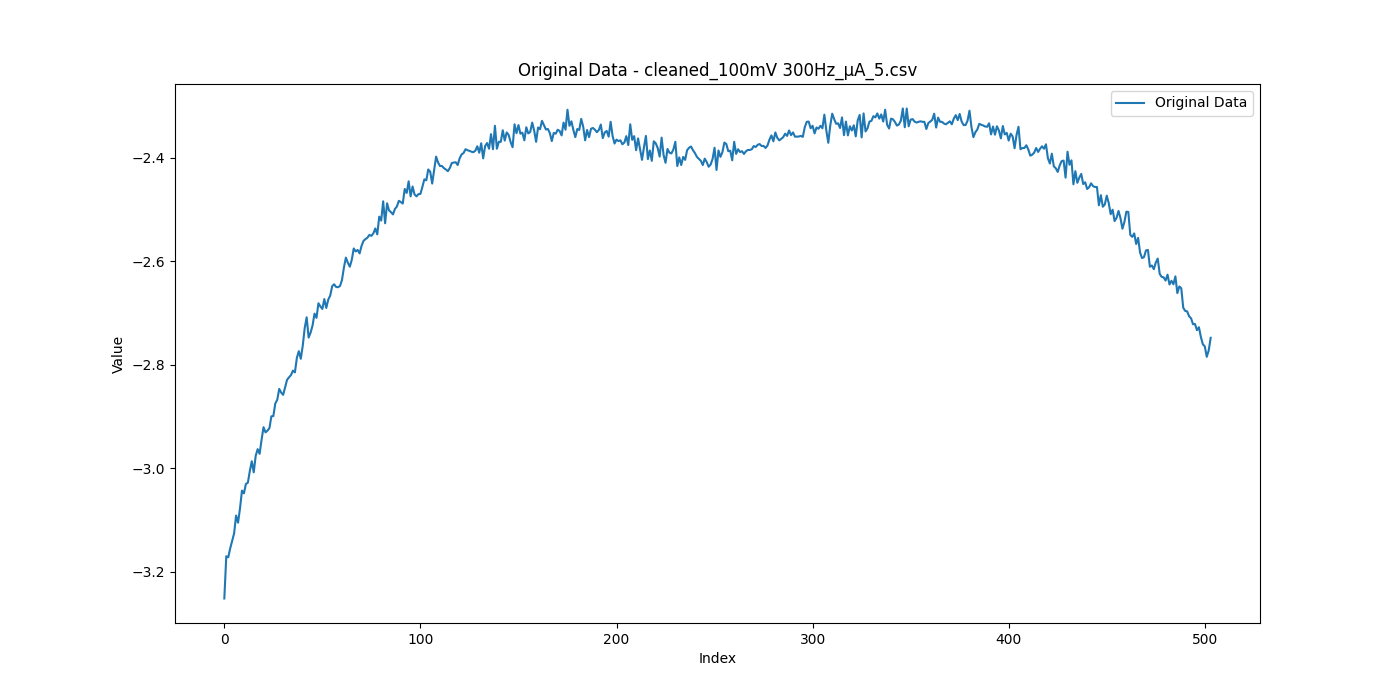 Original Data - cleaned_100mV 300Hz_µA_5.csv
Original Data
Value
−2.4
−2.6
−2.8
−3.0
−3.2
0 100 200 300 400 500
Index